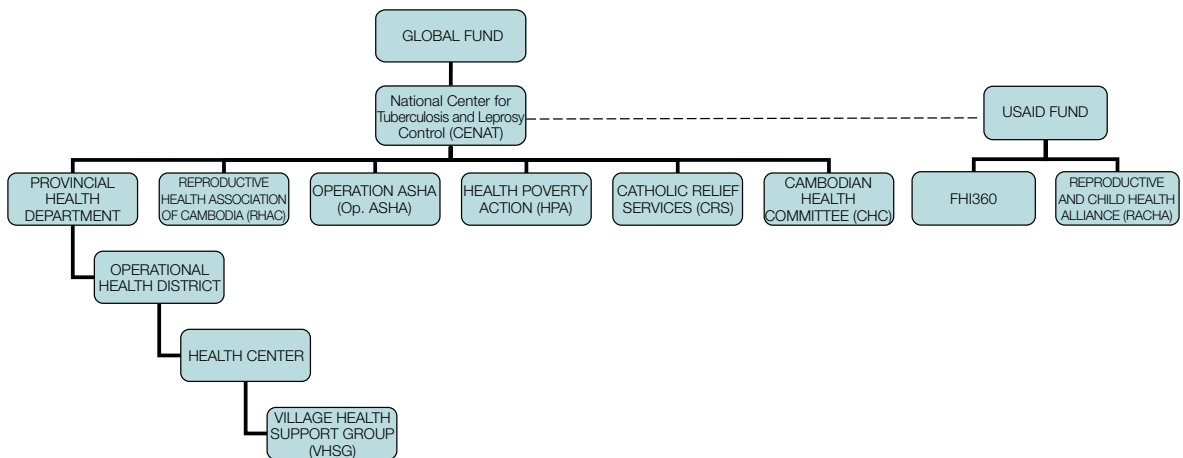 GLOBAL FUND
National Center for
Tuberculosis and Leprosy
Control (CENAT)
USAID FUND
PROVINCIAL
HEALTH
DEPARTMENT
REPRODUCTIVE
HEALTH ASSOCIATION
OF CAMBODIA (RHAC)
OPERATION ASHA
(Op. ASHA)
HEALTH POVERTY
ACTION (HPA)
CATHOLIC RELIEF
SERVICES (CRS)
CAMBODIAN
HEALTH
COMMITTEE (CHC)
FHI360
REPRODUCTIVE
AND CHILD HEALTH
ALLIANCE (RACHA)
OPERATIONAL
HEALTH DISTRICT
HEALTH CENTER
VILLAGE HEALTH
SUPPORT GROUP
(VHSG)